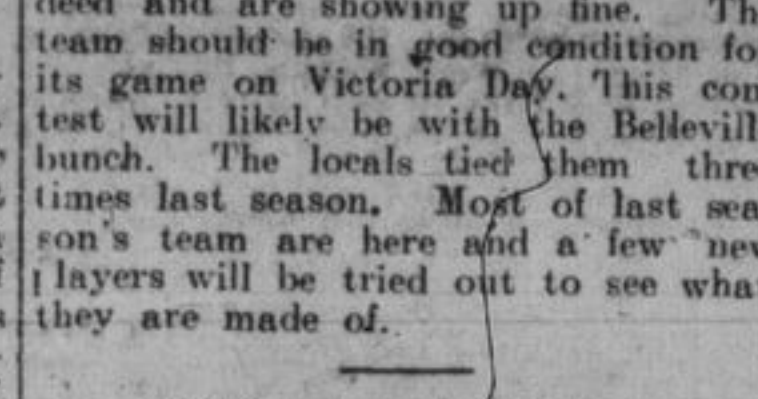 deed and are showing up fine. Th
team should be in good condition fo
its game on Victoria Day. This con
test will likely be with the Bellevill
bunch. The locals tied them thre
times last season. Most of last sea
son's team are here and a few new
players will be tried out to see what
they are made of.